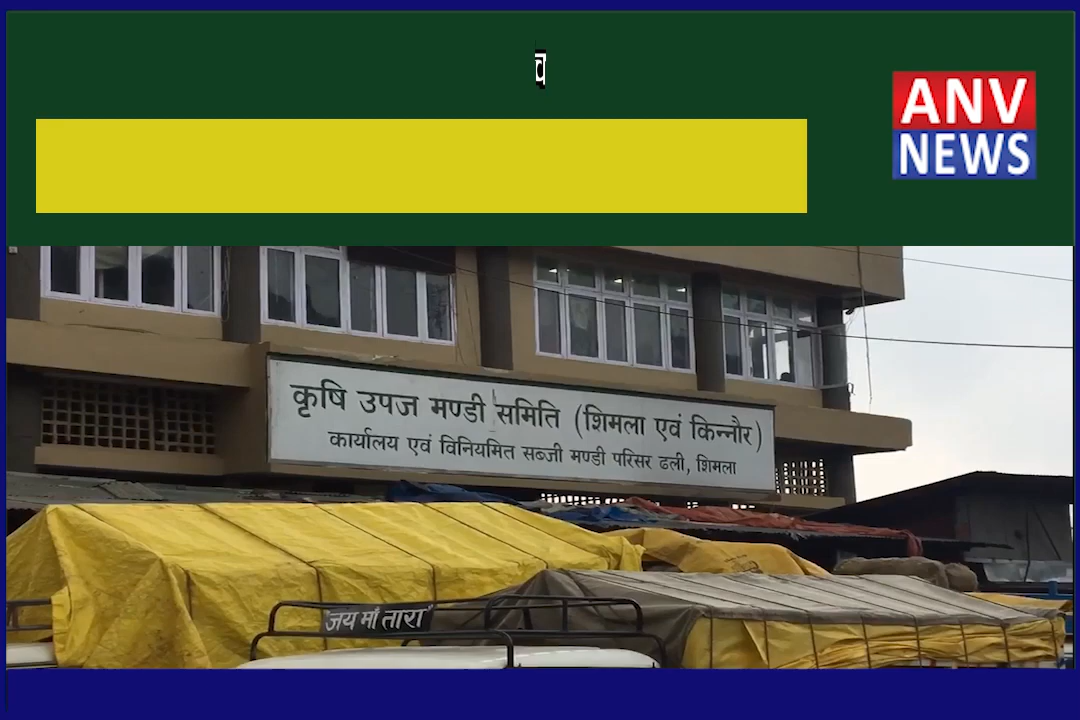 ANV
NEWS
कृषि उपज मण्डी समिति (शिमला एवं किन्नौर)
कार्यालय एवं विनियमित सब्जी मण्डी परिसर ढली, शिमला
जय माँ तारा